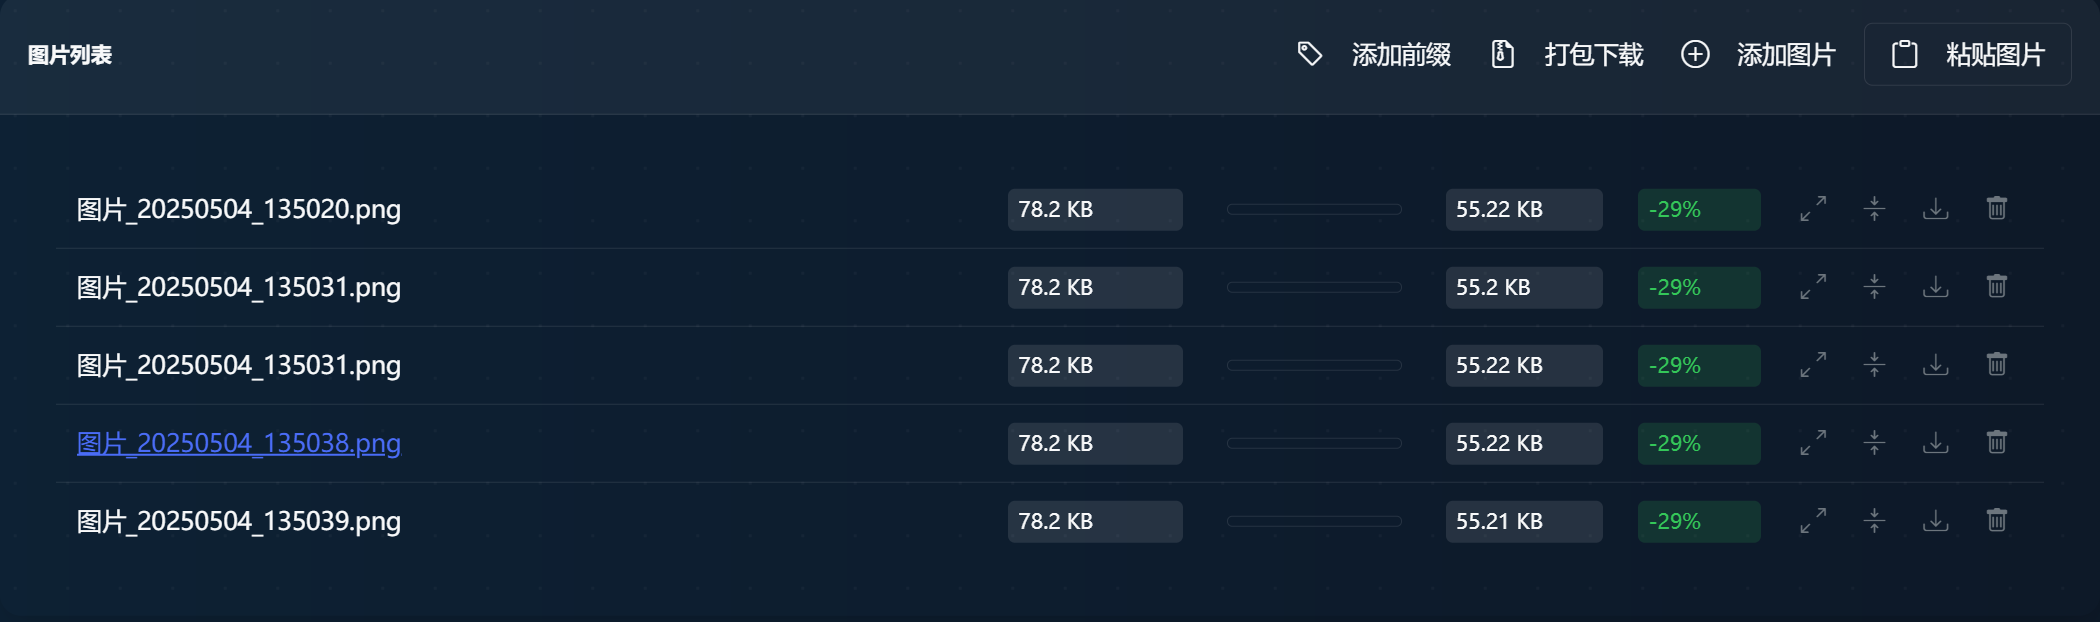 图片列表 添加前缀 打包下载 添加图片 粘贴图片
图片_20250504_135020.png 78.2 KB 55.22 KB -29%
图片_20250504_135031.png 78.2 KB 55.2 KB -29%
图片_20250504_135031.png 78.2 KB 55.22 KB -29%
图片_20250504_135038.png 78.2 KB 55.22 KB -29%
图片_20250504_135039.png 78.2 KB 55.21 KB -29%